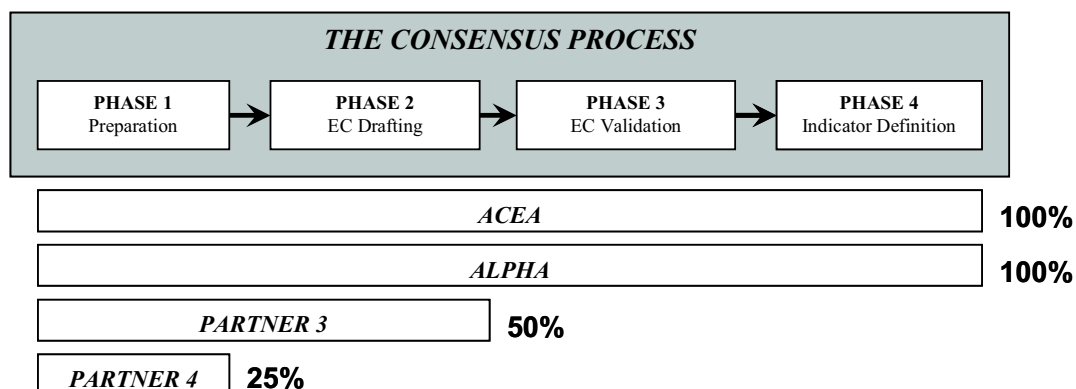 THE CONSENSUS PROCESS
PHASE 1
Preparation
PHASE 2
EC Drafting
PHASE 3
EC Validation
PHASE 4
Indicator Definition
ACEA
100%
ALPHA
100%
PARTNER 3
50%
PARTNER 4
25%